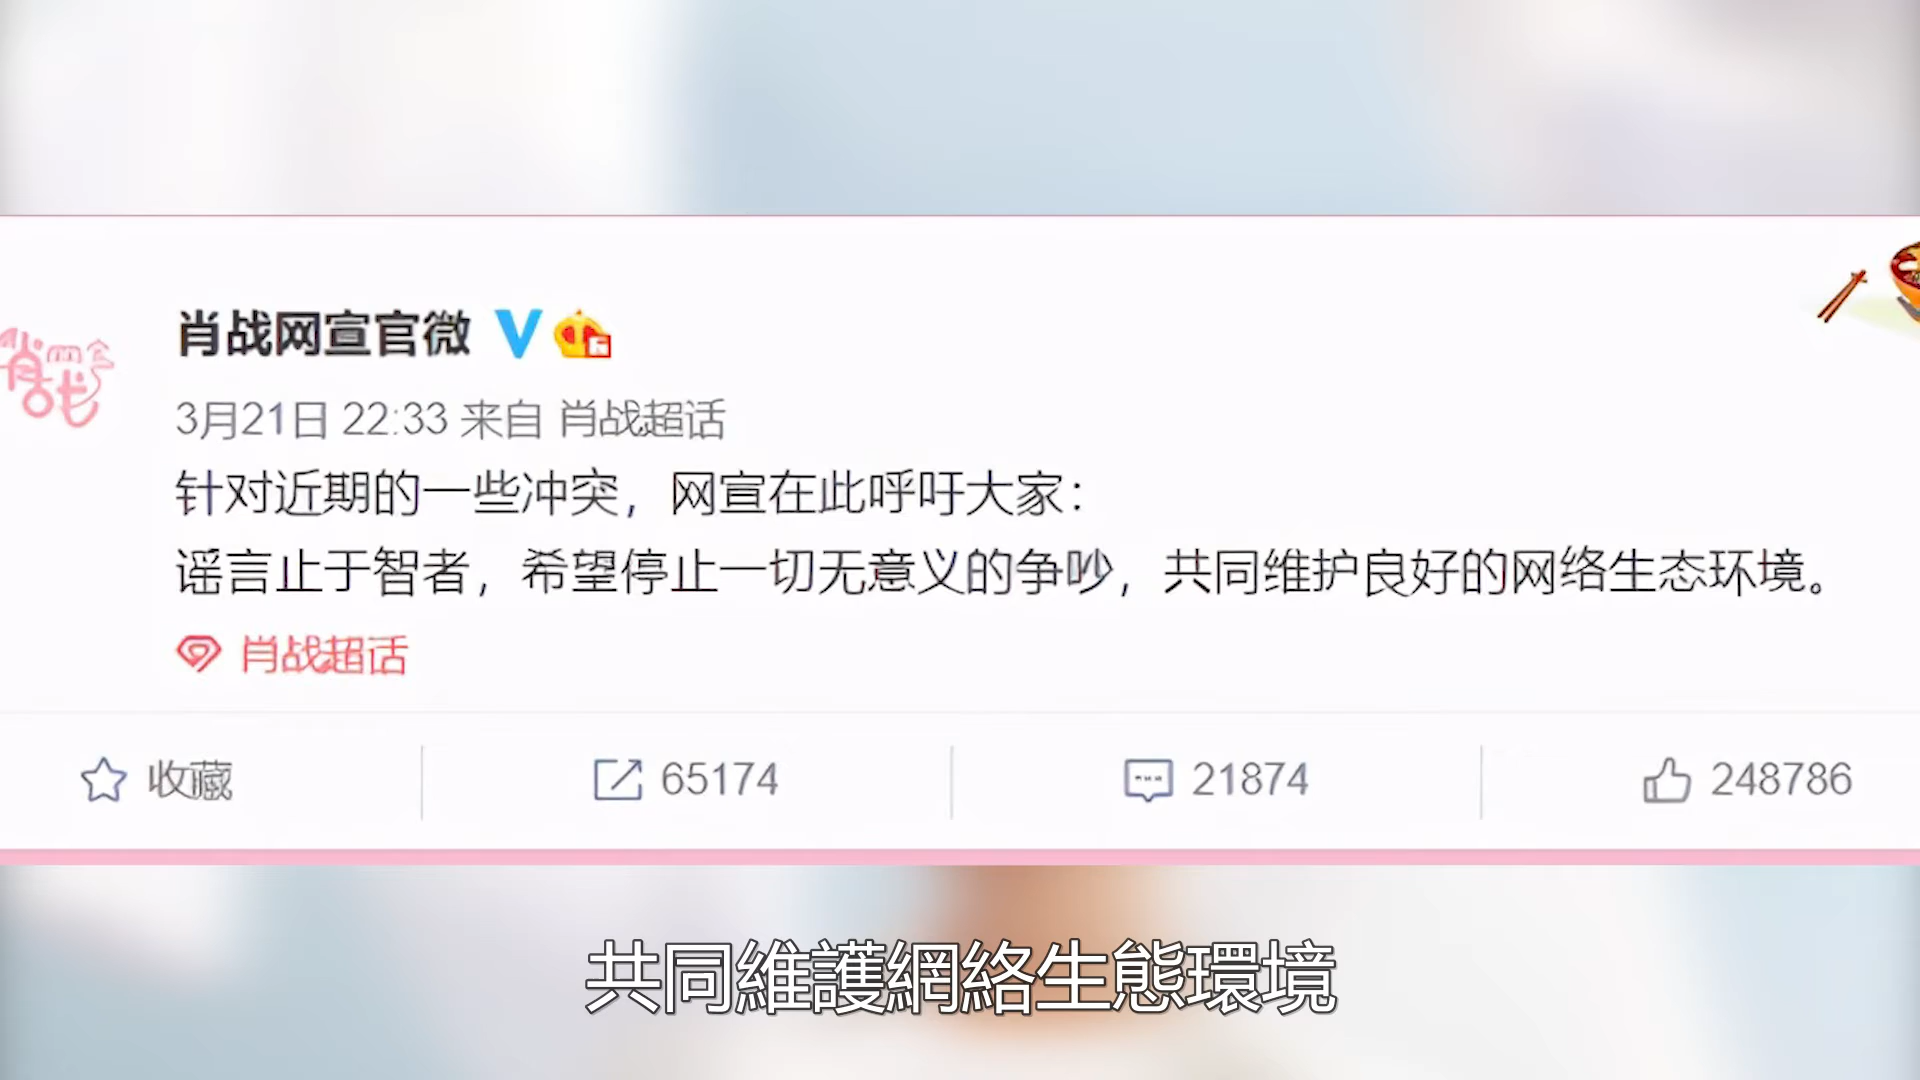 肖战网宣官微
3月21日 22:33 来自 肖战超话
针对近期的一些冲突，网宣在此呼吁大家：
谣言止于智者，希望停止一切无意义的争吵，共同维护良好的网络生态环境。
肖战超话
收藏 65174 21874 248786
共同維護網絡生態環境